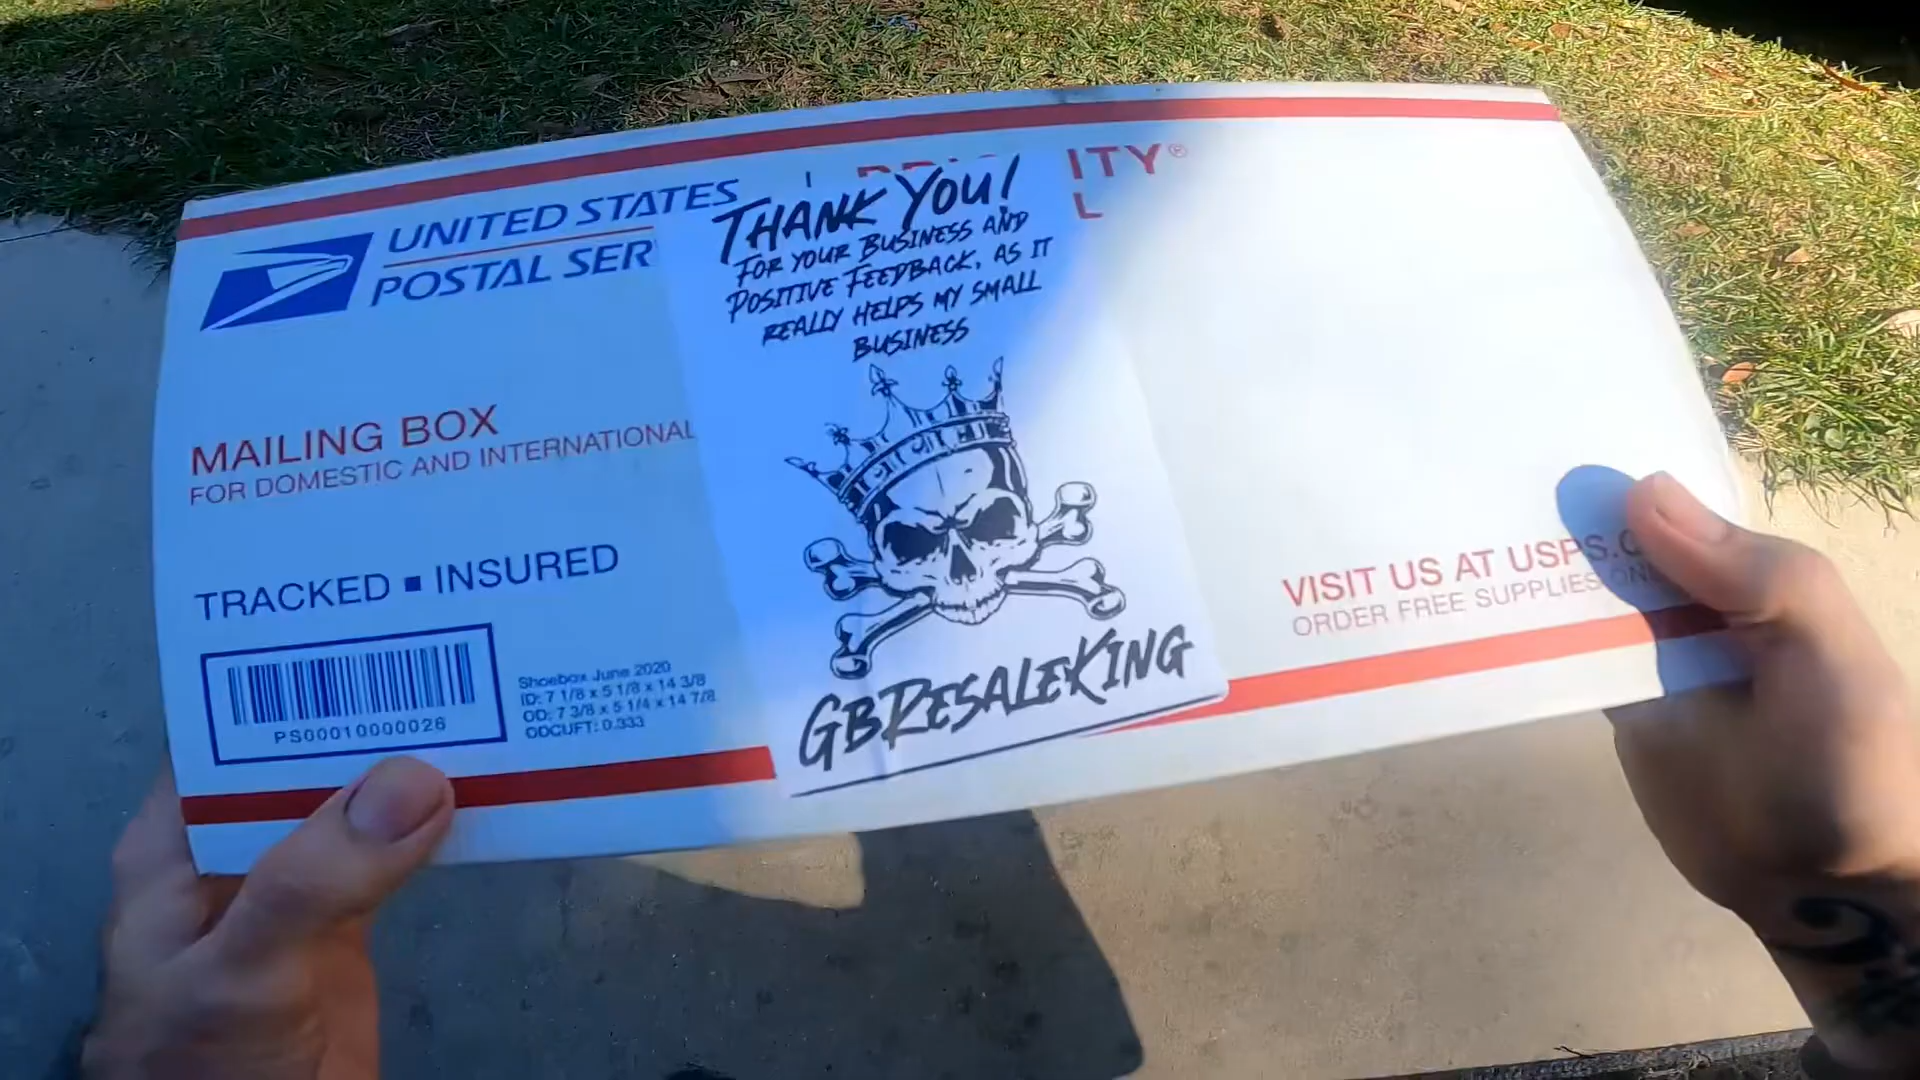 UNITED STATES
POSTAL SER
ITY®
L
THANK YOU!
FOR YOUR BUSINESS AND
POSITIVE FEEDBACK, AS IT
REALLY HELPS MY SMALL
BUSINESS
GBRESALEKING
MAILING BOX
FOR DOMESTIC AND INTERNATIONAL
TRACKED ■ INSURED
PS00010000026
Shoebox June 2020
ID: 7 1/8 x 5 1/8 x 14 3/8
OD: 7 3/8 x 5 1/4 x 14 7/8
ODCUFT: 0.333
VISIT US AT USPS.C
ORDER FREE SUPPLIES ONL